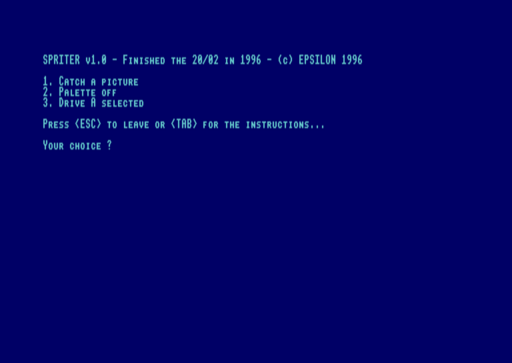 SPRITER v1.0 - Finished the 20/02 in 1996 - (c) EPSILON 1996
1. Catch a picture
2. Palette off
3. Drive A selected
Press <ESC> to leave or <TAB> for the instructions...
Your choice ?